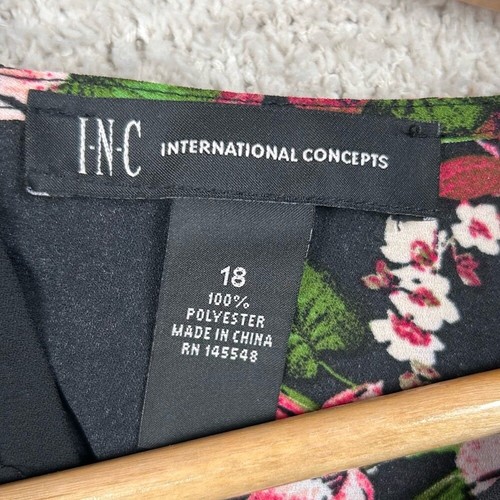 I·N·C INTERNATIONAL CONCEPTS
18
100%
POLYESTER
MADE IN CHINA
RN 145548